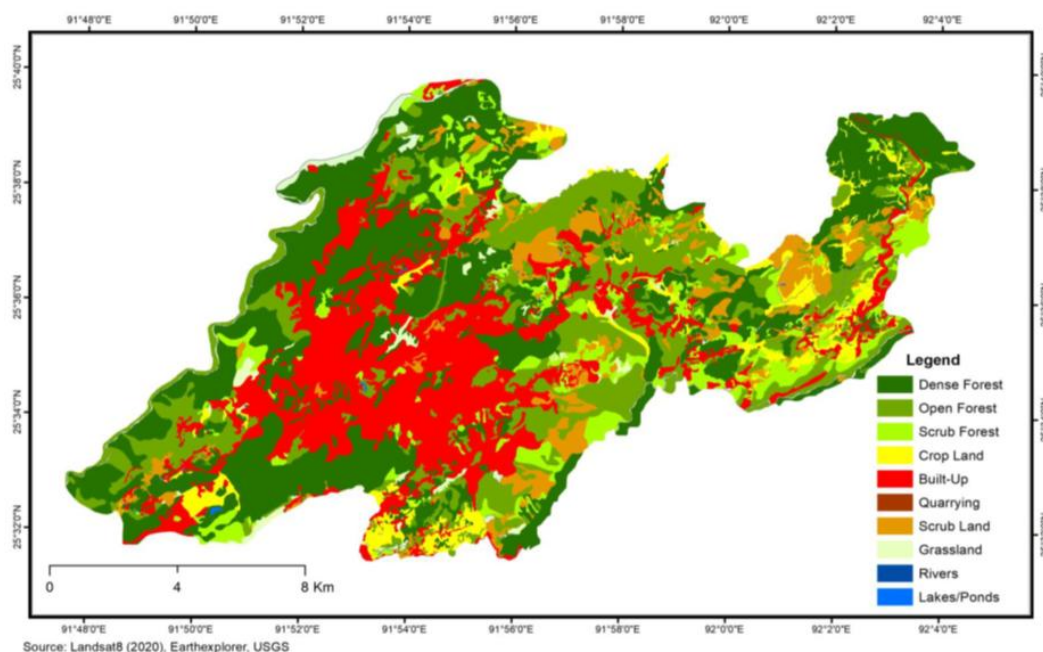 91°48'0"E 91°50'0"E 91°52'0"E 91°54'0"E 91°56'0"E 91°58'0"E 92°0'0"E 92°2'0"E 92°4'0"E
25°40'0"N
25°38'0"N
25°36'0"N
25°34'0"N
25°32'0"N
Legend
Dense Forest
Open Forest
Scrub Forest
Crop Land
Built-Up
Quarrying
Scrub Land
Grassland
Rivers
Lakes/Ponds
0 4 8 Km
91°48'0"E 91°50'0"E 91°52'0"E 91°54'0"E 91°56'0"E 91°58'0"E 92°0'0"E 92°2'0"E 92°4'0"E
Source: Landsat8 (2020), Earthexplorer, USGS